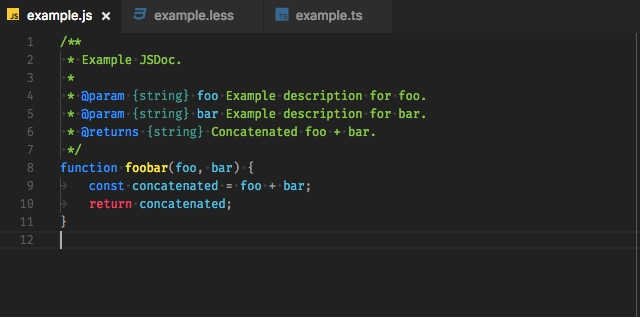 JS example.js × example.less TS example.ts
1 /**
2  * Example JSDoc.
3  *
4  * @param {string} foo Example description for foo.
5  * @param {string} bar Example description for bar.
6  * @returns {string} Concatenated foo + bar.
7  */
8 function foobar(foo, bar) {
9     const concatenated = foo + bar;
10     return concatenated;
11 }
12